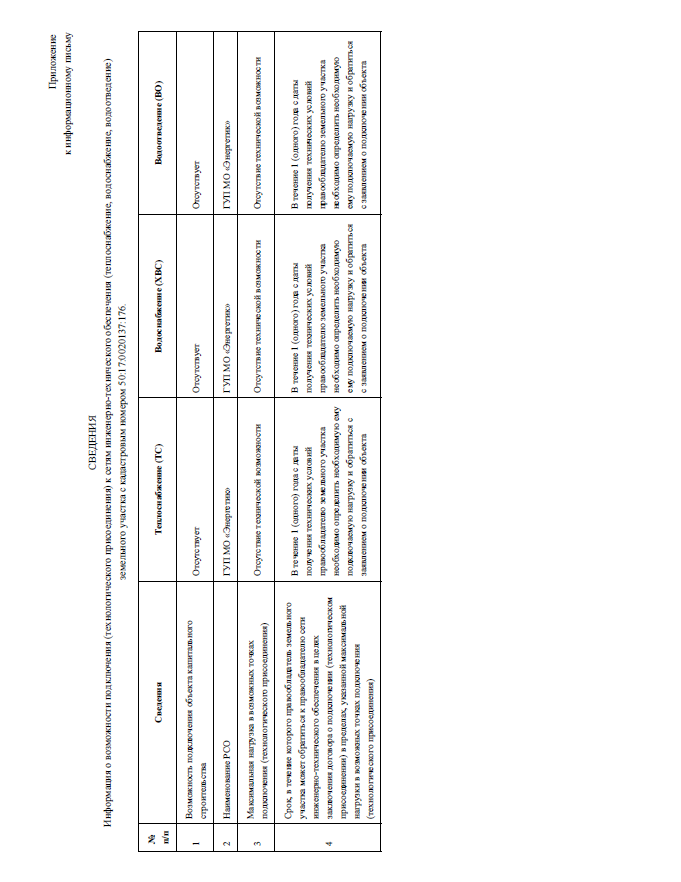 Приложение
к информационному письму
СВЕДЕНИЯ
Информация о возможности подключения (технологического присоединения) к сетям инженерно-технического обеспечения (теплоснабжение, водоснабжение, водоотведение)
земельного участка с кадастровым номером 50:17:0020137:176.
№
п/п
Сведения
Теплоснабжение (ТС)
Водоснабжение (ХВС)
Водоотведение (ВО)
1
Возможность подключения объекта капитального
строительства
Отсутствует
Отсутствует
Отсутствует
2
Наименование РСО
ГУП МО «Энергетик»
ГУП МО «Энергетик»
ГУП МО «Энергетик»
3
Максимальная нагрузка в возможных точках
подключения (технологического присоединения)
Отсутствие технической возможности
Отсутствие технической возможности
Отсутствие технической возможности
4
Срок, в течение которого правообладатель земельного
участка может обратиться к правообладателю сети
инженерно-технического обеспечения в целях
заключения договора о подключении (технологическом
присоединении) в пределах, указанной максимальной
нагрузки в возможных точках подключения
(технологического присоединения)
В течение 1 (одного) года с даты
получения технических условий
правообладателю земельного участка
необходимо определить необходимую ему
подключаемую нагрузку и обратиться с
заявлением о подключении объекта
В течение 1 (одного) года с даты
получения технических условий
правообладателю земельного участка
необходимо определить необходимую
ему подключаемую нагрузку и обратиться
с заявлением о подключении объекта
В течение 1 (одного) года с даты
получения технических условий
правообладателю земельного участка
необходимо определить необходимую
ему подключаемую нагрузку и обратиться
с заявлением о подключении объекта